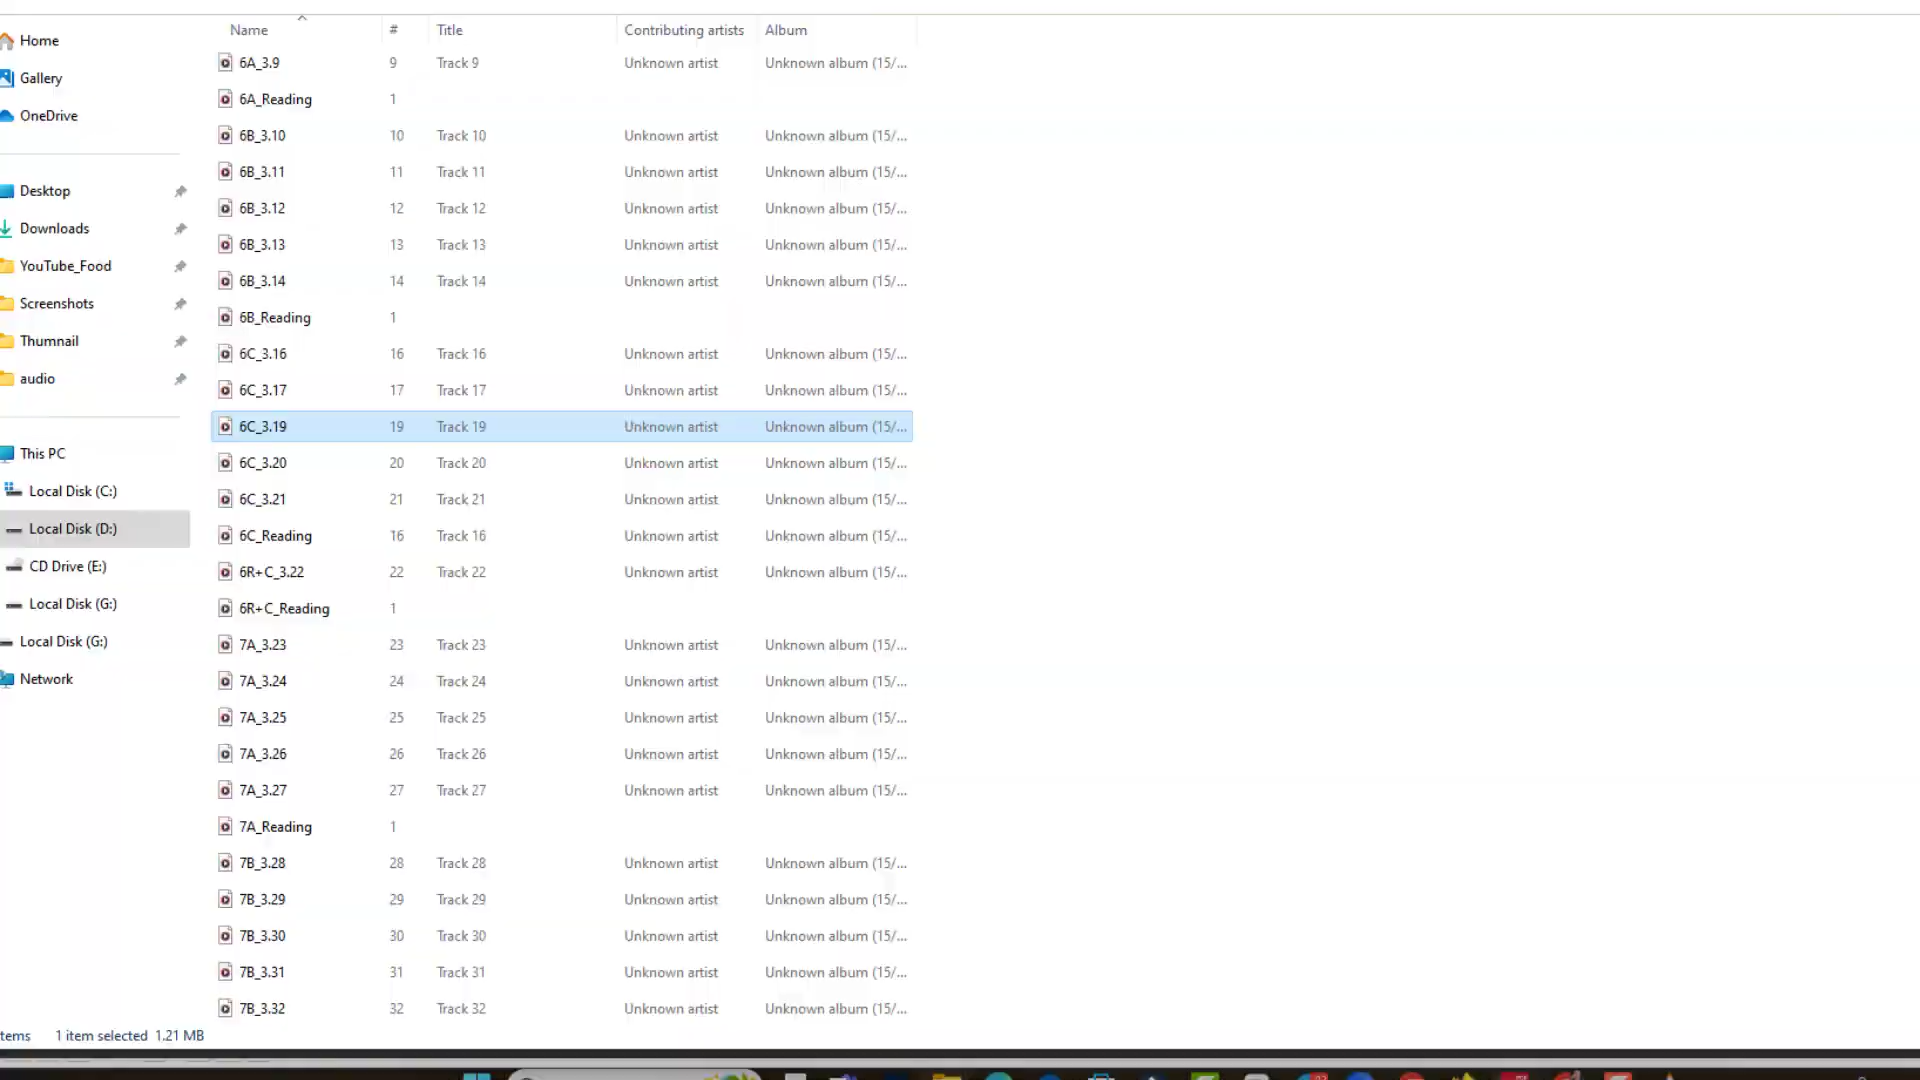 Home
Gallery
OneDrive
Desktop
Downloads
YouTube_Food
Screenshots
Thumnail
audio
This PC
Local Disk (C:)
Local Disk (D:)
CD Drive (E:)
Local Disk (G:)
Local Disk (G:)
Network
Name # Title Contributing artists Album
6A_3.9 9 Track 9 Unknown artist Unknown album (15/...
6A_Reading 1
6B_3.10 10 Track 10 Unknown artist Unknown album (15/...
6B_3.11 11 Track 11 Unknown artist Unknown album (15/...
6B_3.12 12 Track 12 Unknown artist Unknown album (15/...
6B_3.13 13 Track 13 Unknown artist Unknown album (15/...
6B_3.14 14 Track 14 Unknown artist Unknown album (15/...
6B_Reading 1
6C_3.16 16 Track 16 Unknown artist Unknown album (15/...
6C_3.17 17 Track 17 Unknown artist Unknown album (15/...
6C_3.19 19 Track 19 Unknown artist Unknown album (15/...
6C_3.20 20 Track 20 Unknown artist Unknown album (15/...
6C_3.21 21 Track 21 Unknown artist Unknown album (15/...
6C_Reading 16 Track 16 Unknown artist Unknown album (15/...
6R+C_3.22 22 Track 22 Unknown artist Unknown album (15/...
6R+C_Reading 1
7A_3.23 23 Track 23 Unknown artist Unknown album (15/...
7A_3.24 24 Track 24 Unknown artist Unknown album (15/...
7A_3.25 25 Track 25 Unknown artist Unknown album (15/...
7A_3.26 26 Track 26 Unknown artist Unknown album (15/...
7A_3.27 27 Track 27 Unknown artist Unknown album (15/...
7A_Reading 1
7B_3.28 28 Track 28 Unknown artist Unknown album (15/...
7B_3.29 29 Track 29 Unknown artist Unknown album (15/...
7B_3.30 30 Track 30 Unknown artist Unknown album (15/...
7B_3.31 31 Track 31 Unknown artist Unknown album (15/...
7B_3.32 32 Track 32 Unknown artist Unknown album (15/...
tems 1 item selected 1.21 MB